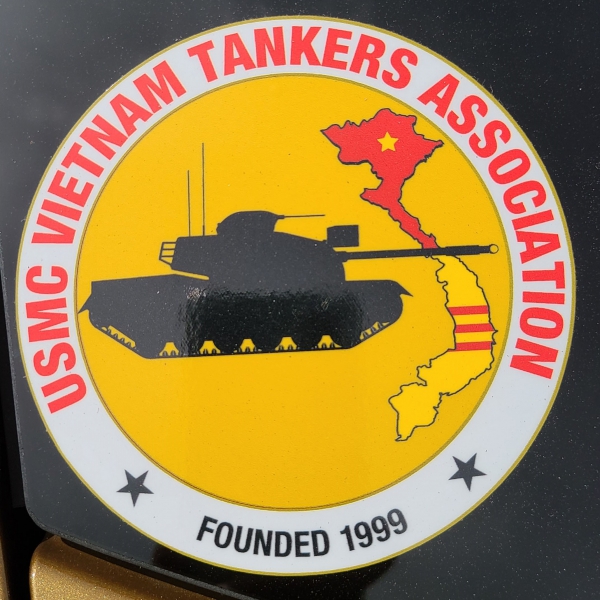 USMC VIETNAM TANKERS ASSOCIATION
FOUNDED 1999